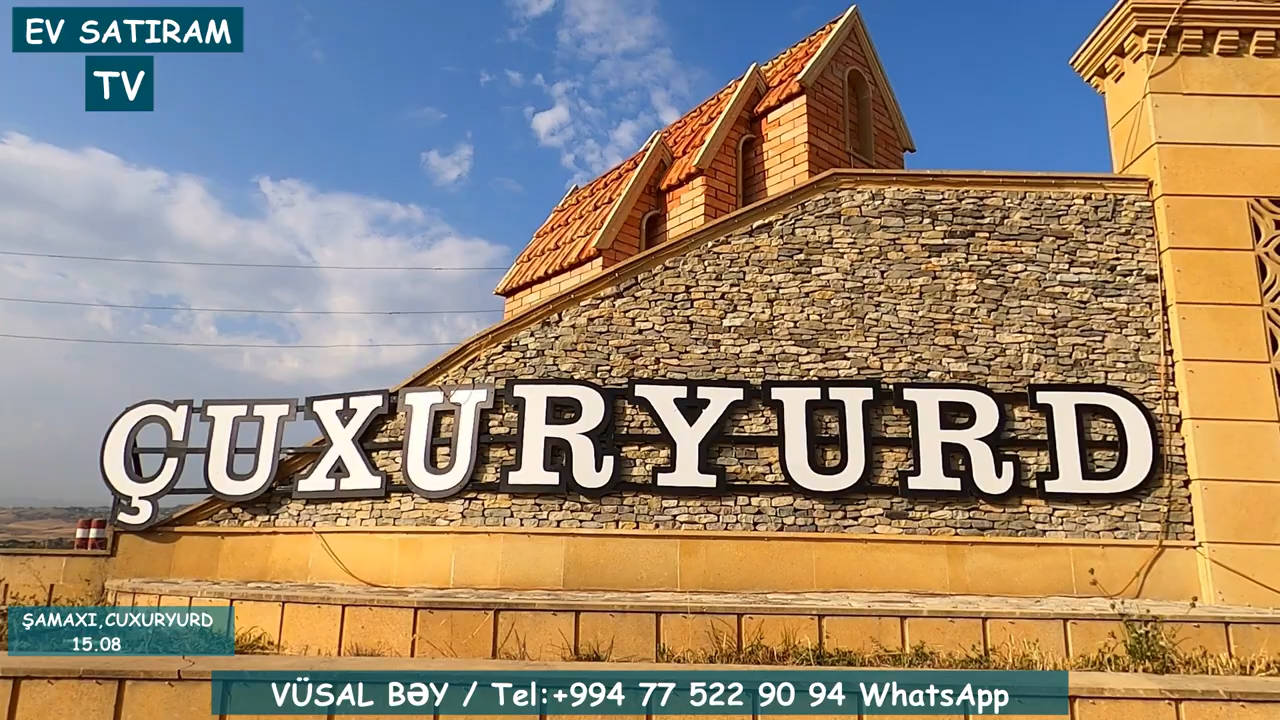 EV SATIRAM
TV
ÇUXURYURD
ŞAMAXI,CUXURYURD
15.08
VÜSAL BƏY / Tel:+994 77 522 90 94 WhatsApp